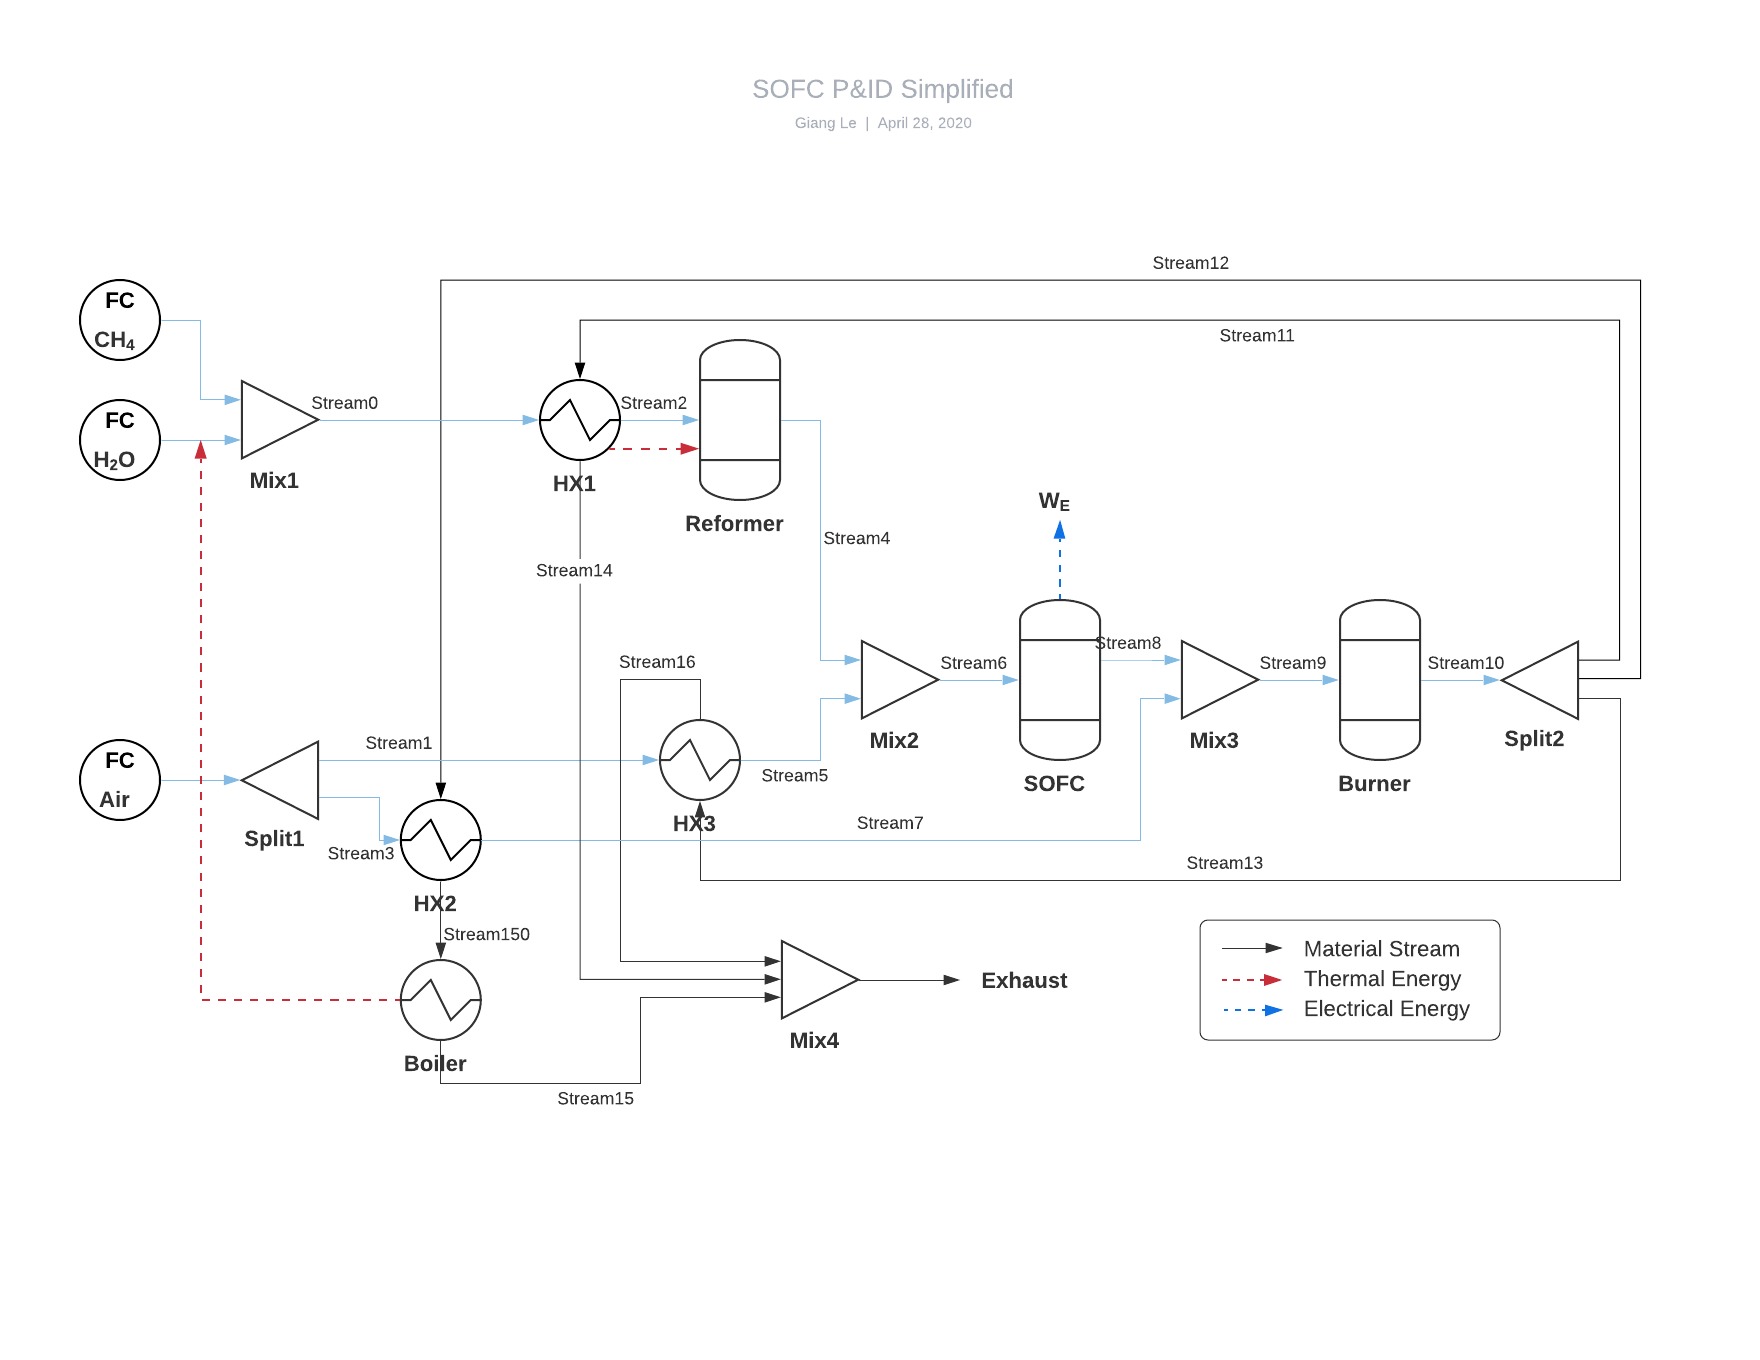 SOFC P&ID Simplified
Giang Le | April 28, 2020
Stream12
FC
CH₄
Stream11
Stream0
Stream2
FC
H₂O
Mix1
HX1
Reformer
W_E
Stream4
Stream14
Stream8
Stream16
Stream6
Stream9
Stream10
Stream1
Mix2
Mix3
Split2
FC
Air
Stream5
SOFC
Burner
HX3
Stream7
Split1
Stream3
Stream13
HX2
Stream150
Material Stream
Exhaust
Thermal Energy
Electrical Energy
Mix4
Boiler
Stream15